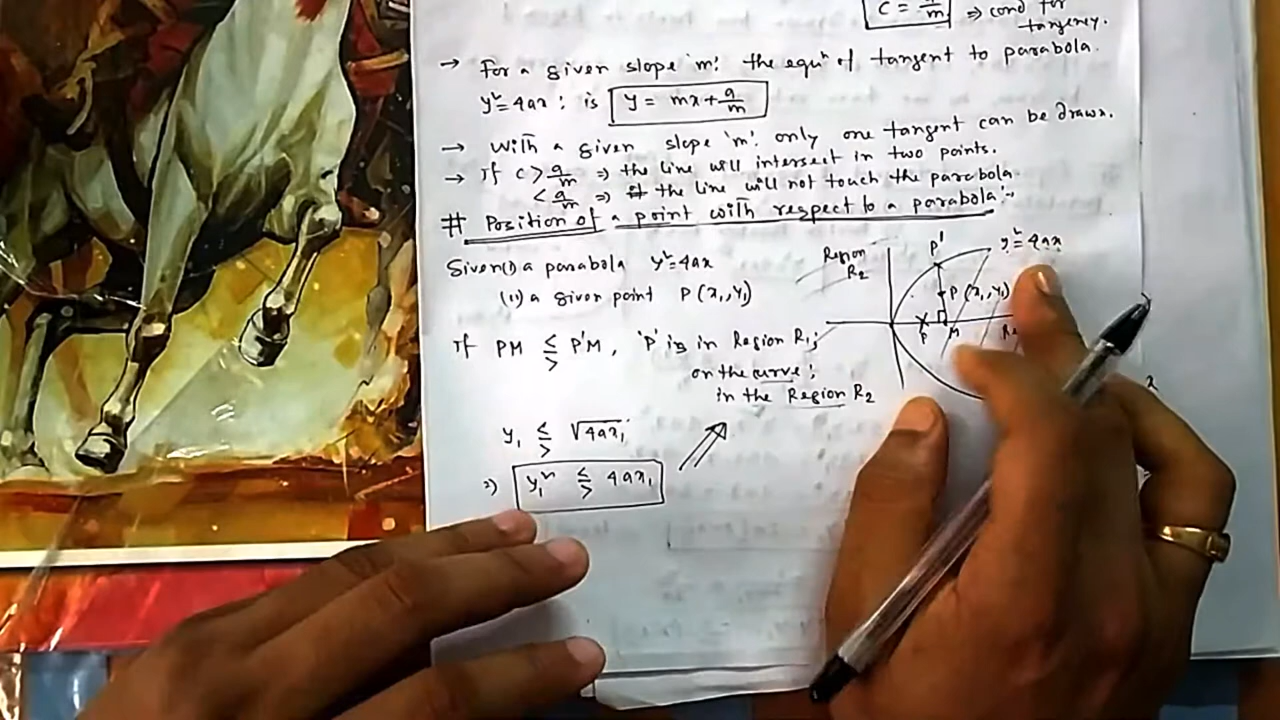 C = a/m ⇒ cond for
tangency.
→ For a given slope 'm': the equⁿ of tangent to parabola.
y² = 4ax : is y = mx + a/m
→ With a given slope 'm': only one tangent can be drawn.
→ If C > a/m ⇒ the line will intersect in two points.
< a/m ⇒ the line will not touch the parabola.
# Position of a point with respect to a parabola:-
Given (i) a parabola y² = 4ax
(ii) a given point P(x₁, y₁)
If PM ≤ > P'M, 'P' is in Region R₁;
on the curve;
in the Region R₂
y₁ ≤ > √4ax₁
⇒) y₁² ≤ > 4ax₁
Region
R₂
P'
y² = 4ax
P(x₁, y₁)
F
M